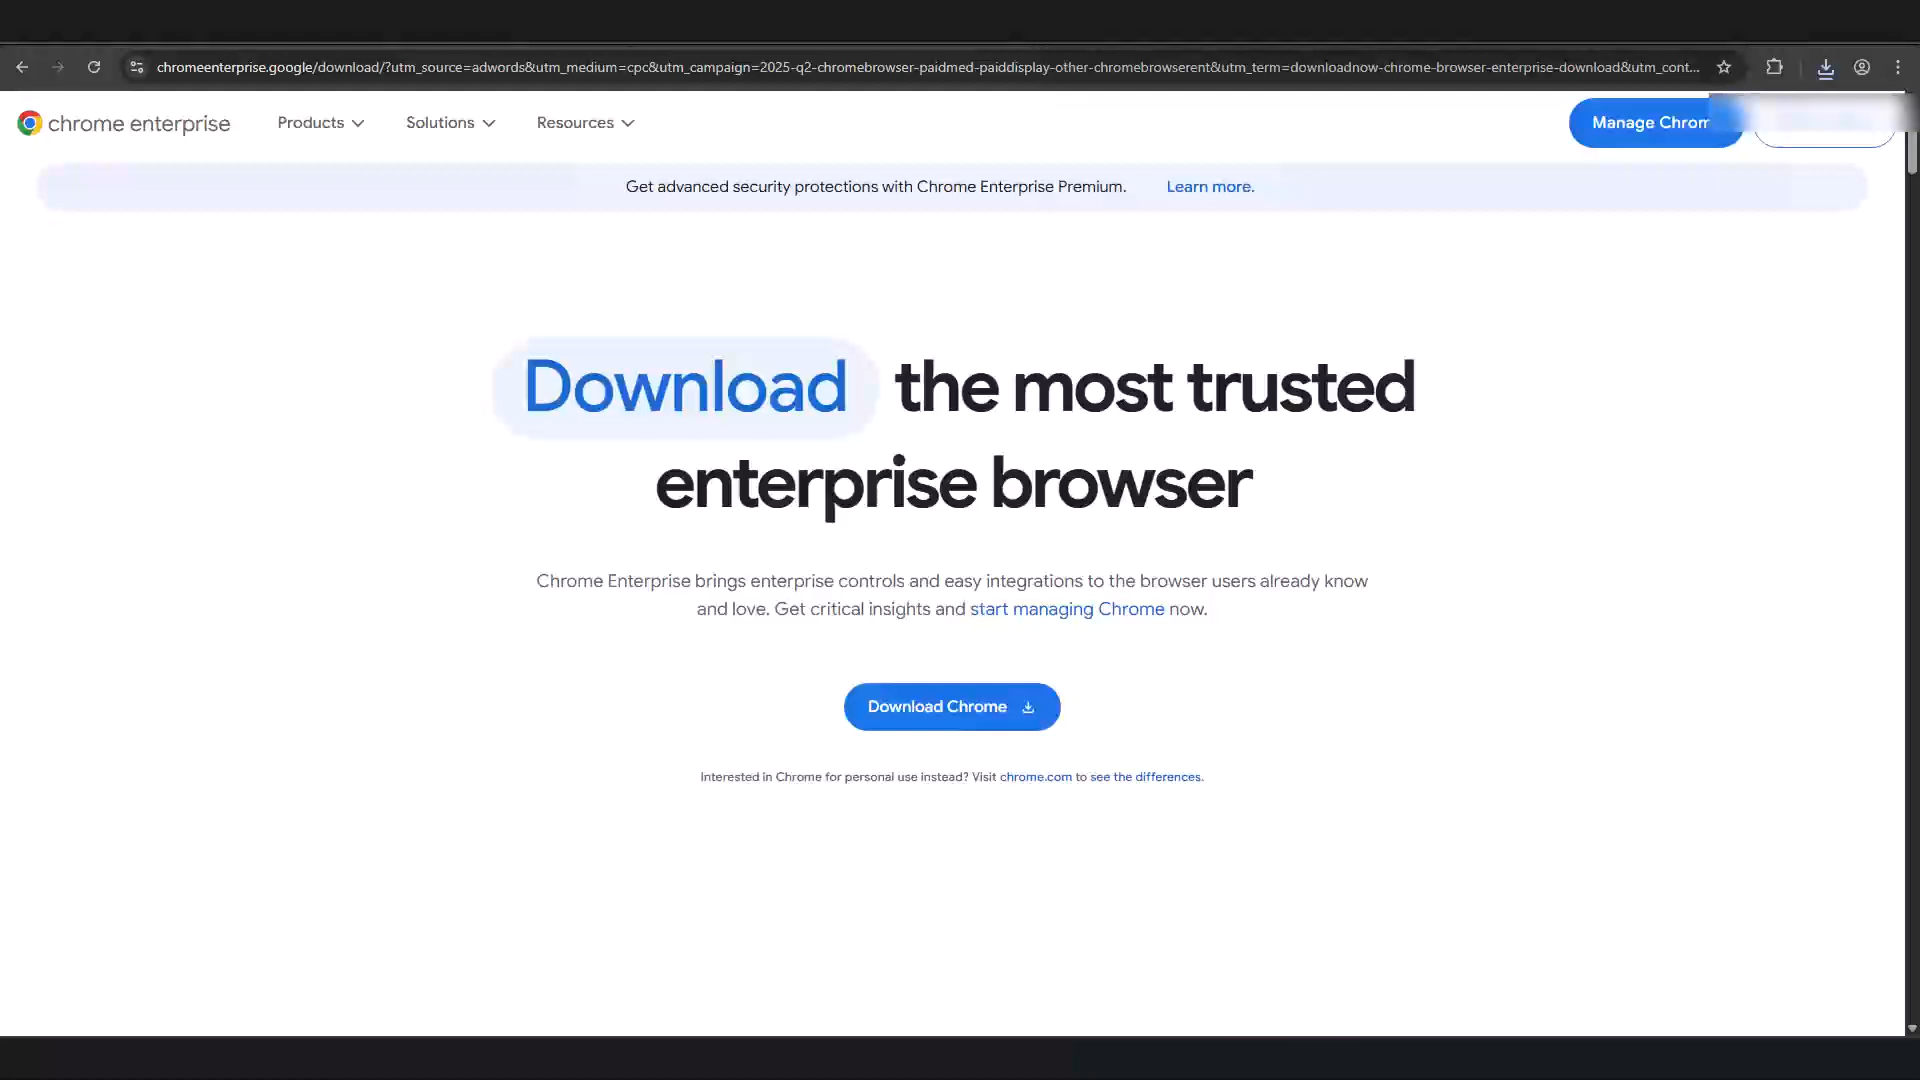 chromeenterprise.google/download/?utm_source=adwords&utm_medium=cpc&utm_campaign=2025-q2-chromebrowser-paidmed-paiddisplay-other-chromebrowserent&utm_term=downloadnow-chrome-browser-enterprise-download&utm_cont...
chrome enterprise Products Solutions Resources Manage
Get advanced security protections with Chrome Enterprise Premium. Learn more.
Download the most trusted
enterprise browser
Chrome Enterprise brings enterprise controls and easy integrations to the browser users already know
and love. Get critical insights and start managing Chrome now.
Download Chrome
Interested in Chrome for personal use instead? Visit chrome.com to see the differences.